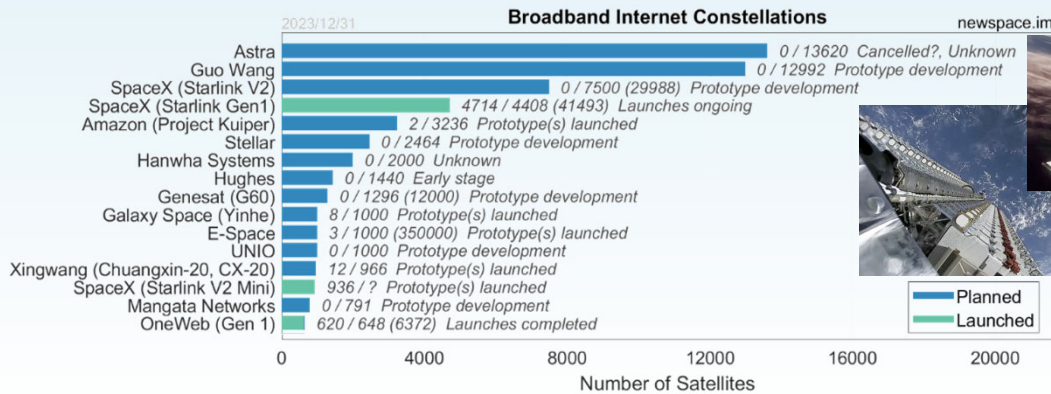 2023/12/31
Broadband Internet Constellations
newspace.im
Astra 0 / 13620 Cancelled?, Unknown
Guo Wang 0 / 12992 Prototype development
SpaceX (Starlink V2) 0 / 7500 (29988) Prototype development
SpaceX (Starlink Gen1) 4714 / 4408 (41493) Launches ongoing
Amazon (Project Kuiper) 2 / 3236 Prototype(s) launched
Stellar 0 / 2464 Prototype development
Hanwha Systems 0 / 2000 Unknown
Hughes 0 / 1440 Early stage
Genesat (G60) 0 / 1296 (12000) Prototype development
Galaxy Space (Yinhe) 8 / 1000 Prototype(s) launched
E-Space 3 / 1000 (350000) Prototype(s) launched
UNIO 0 / 1000 Prototype development
Xingwang (Chuangxin-20, CX-20) 12 / 966 Prototype(s) launched
SpaceX (Starlink V2 Mini) 936 / ? Prototype(s) launched
Mangata Networks 0 / 791 Prototype development
OneWeb (Gen 1) 620 / 648 (6372) Launches completed
Planned
Launched
0 4000 8000 12000 16000 20000
Number of Satellites